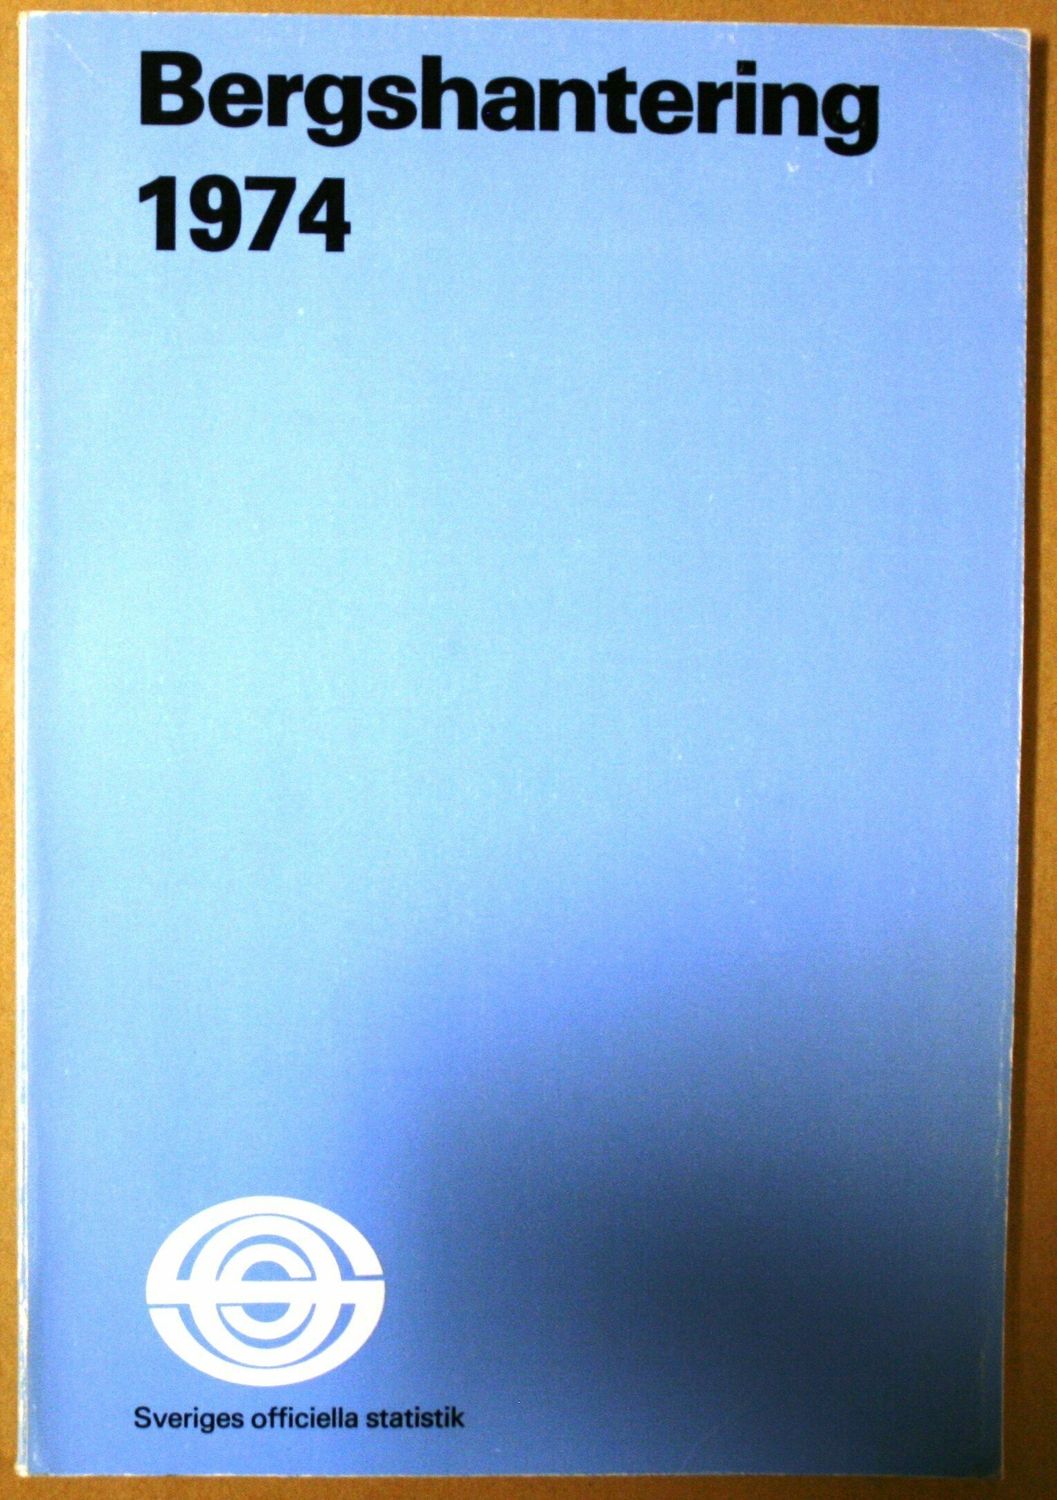 Bergshantering
1974
Sveriges officiella statistik